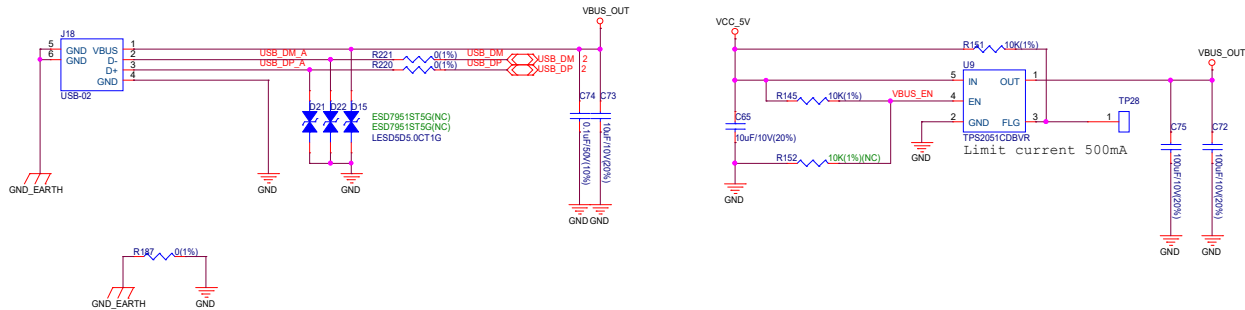 J18
5 GND VBUS 1
6 GND D- 2
D+ 3
GND 4
USB-02
USB_DM_A
USB_DP_A
R221 0(1%) USB_DM
R220 0(1%) USB_DP
USB_DM 2
USB_DP 2
VBUS_OUT
D21 D22 D15
ESD7951ST5G(NC)
ESD7951ST5G(NC)
LESD5D5.0CT1G
C74 C73
0.1uF/50V(10%)
10uF/10V(20%)
GND_EARTH
GND
GND
GND GND
R187 0(1%)
GND_EARTH
GND
VCC_5V
R151 10K(1%)
VBUS_OUT
U9
5 IN OUT 1
4 EN
2 GND FLG 3
TPS2051CDBVR
Limit current 500mA
R145 10K(1%)
VBUS_EN
C65
10uF/10V(20%)
R152 10K(1%)(NC)
GND
GND
1 TP28
C75 C72
100uF/10V(20%)
100uF/10V(20%)
GND
GND